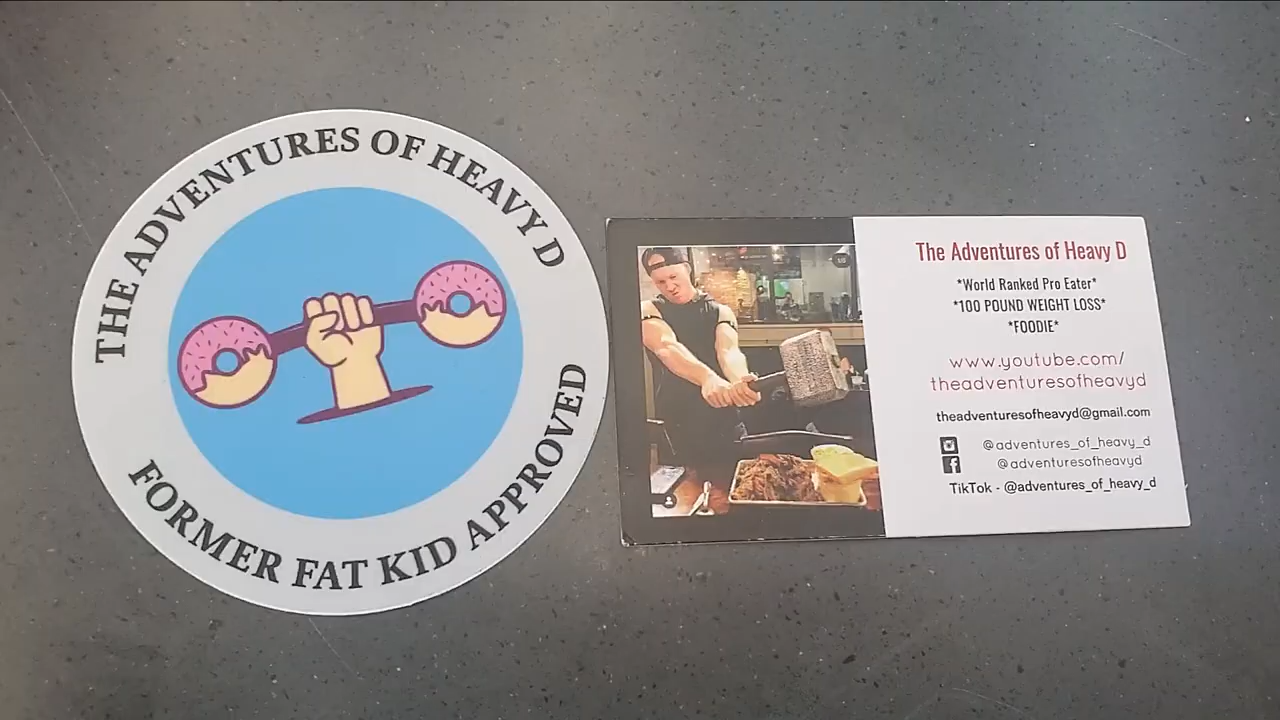 THE ADVENTURES OF HEAVY D
FORMER FAT KID APPROVED
The Adventures of Heavy D
*World Ranked Pro Eater*
*100 POUND WEIGHT LOSS*
*FOODIE*
www.youtube.com/
theadventuresofheavyd
theadventuresofheavyd@gmail.com
@adventures_of_heavy_d
@adventuresofheavyd
TikTok - @adventures_of_heavy_d